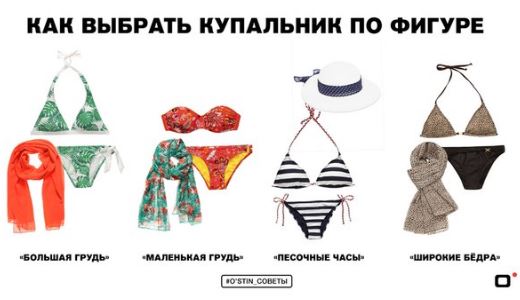 КАК ВЫБРАТЬ КУПАЛЬНИК ПО ФИГУРЕ
«БОЛЬШАЯ ГРУДЬ» «МАЛЕНЬКАЯ ГРУДЬ» «ПЕСОЧНЫЕ ЧАСЫ» «ШИРОКИЕ БЁДРА»
#O'STIN_СОВЕТЫ